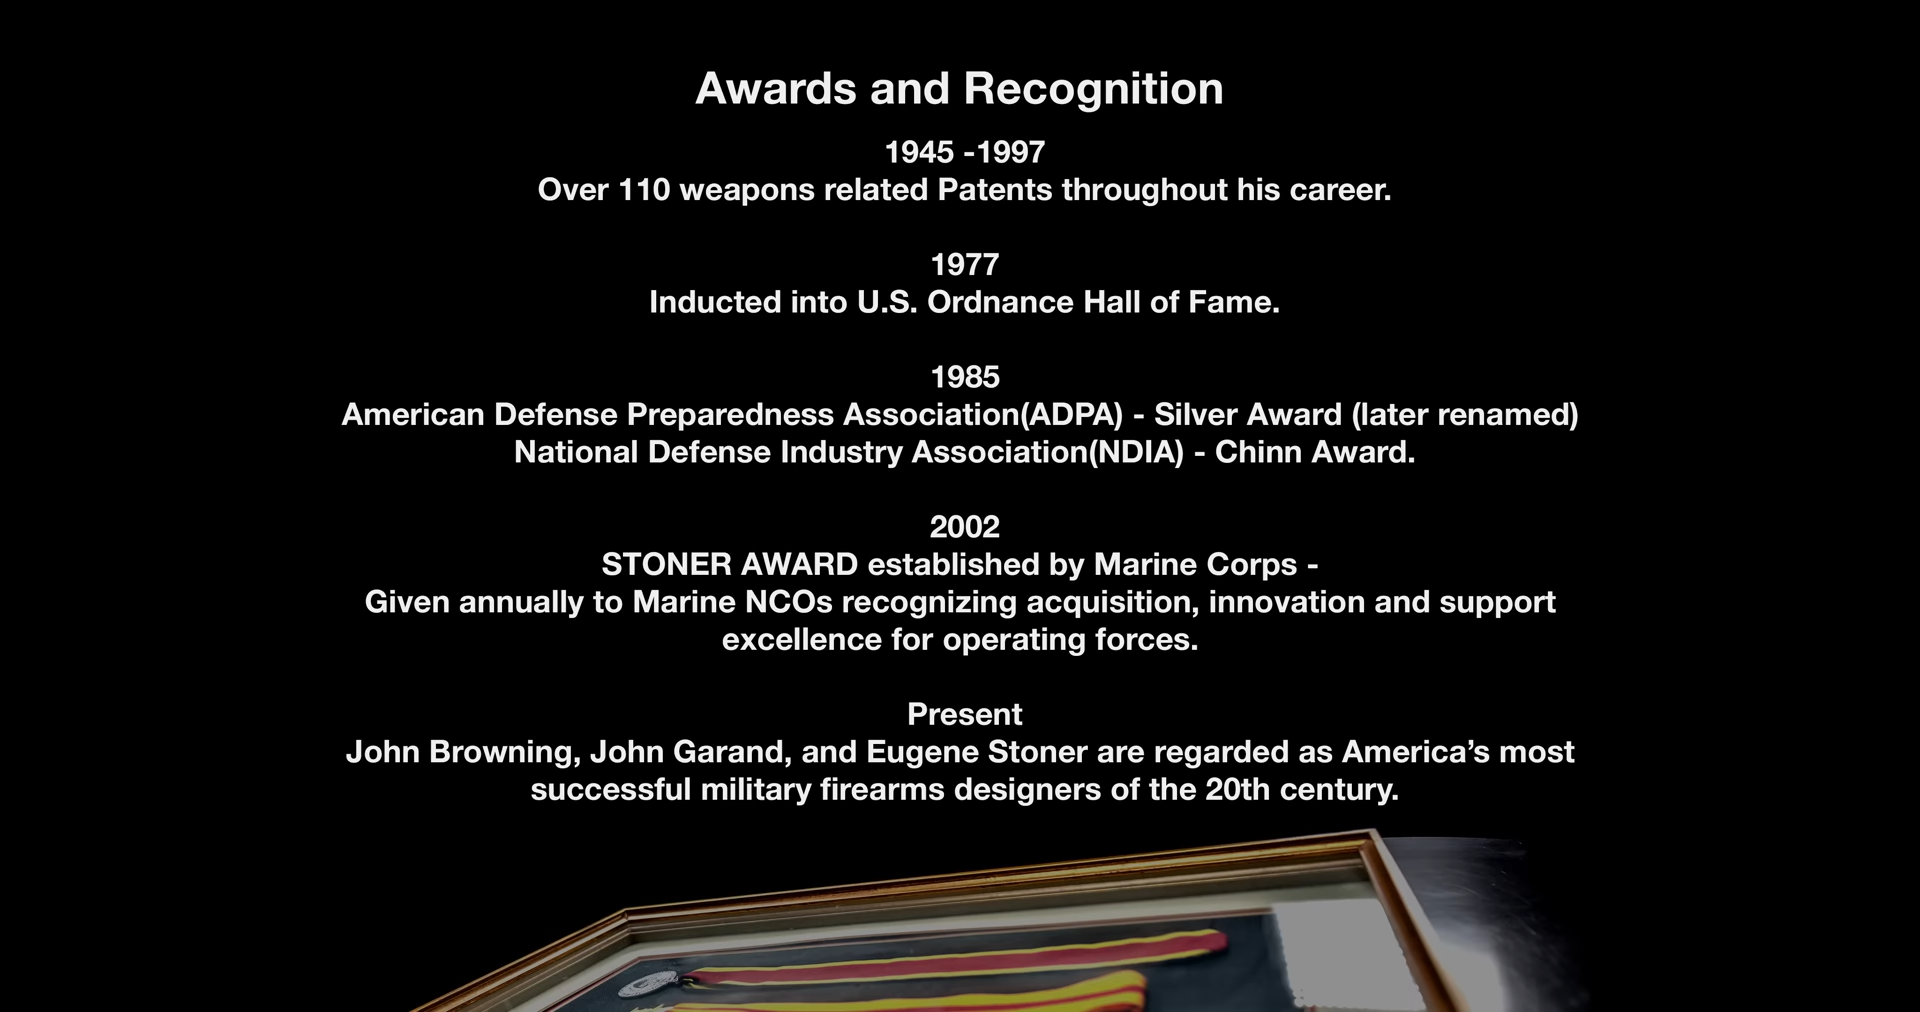 Awards and Recognition
1945 -1997
Over 110 weapons related Patents throughout his career.
1977
Inducted into U.S. Ordnance Hall of Fame.
1985
American Defense Preparedness Association(ADPA) - Silver Award (later renamed)
National Defense Industry Association(NDIA) - Chinn Award.
2002
STONER AWARD established by Marine Corps -
Given annually to Marine NCOs recognizing acquisition, innovation and support
excellence for operating forces.
Present
John Browning, John Garand, and Eugene Stoner are regarded as America’s most
successful military firearms designers of the 20th century.